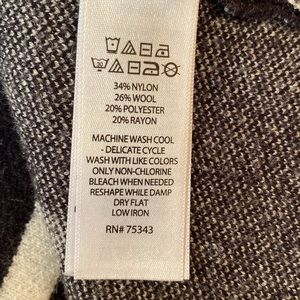 34% NYLON
26% WOOL
20% POLYESTER
20% RAYON
MACHINE WASH COOL
- DELICATE CYCLE
WASH WITH LIKE COLORS
ONLY NON-CHLORINE
BLEACH WHEN NEEDED
RESHAPE WHILE DAMP
DRY FLAT
LOW IRON
RN# 75343